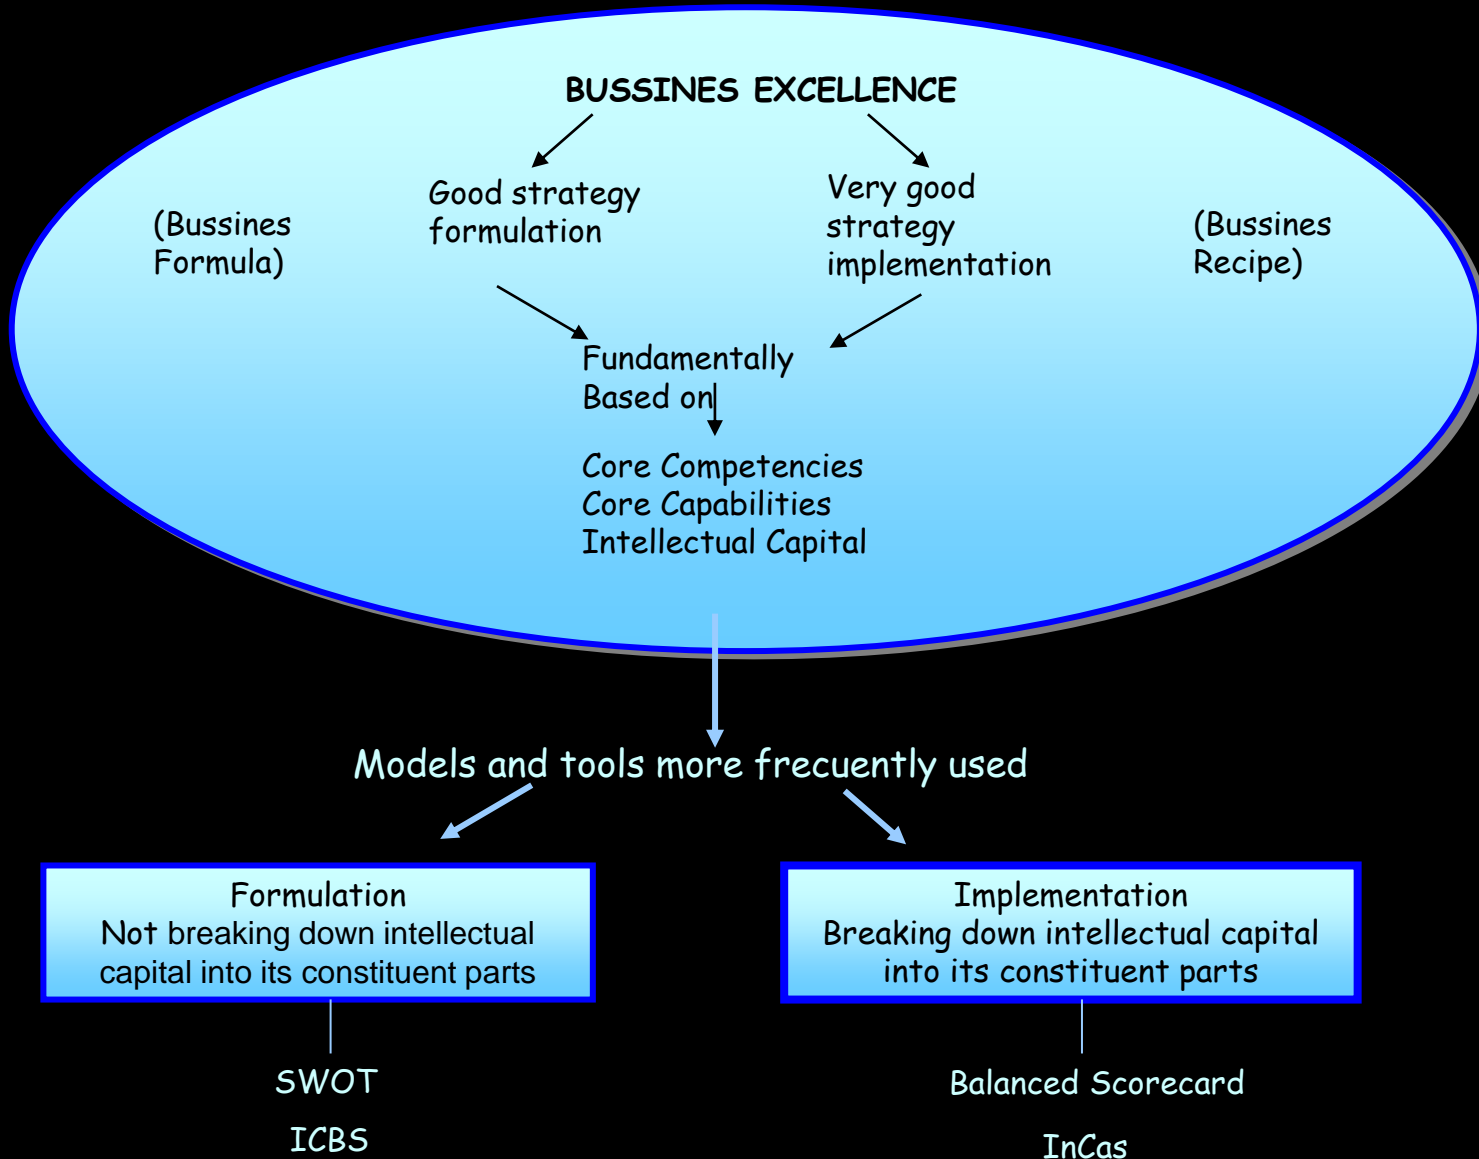 BUSSINES EXCELLENCE
(Bussines
Formula)
Good strategy
formulation
Very good
strategy
implementation
(Bussines
Recipe)
Fundamentally
Based on
Core Competencies
Core Capabilities
Intellectual Capital
Models and tools more frecuently used
Formulation
Not breaking down intellectual
capital into its constituent parts
Implementation
Breaking down intellectual capital
into its constituent parts
SWOT
ICBS
Balanced Scorecard
InCas